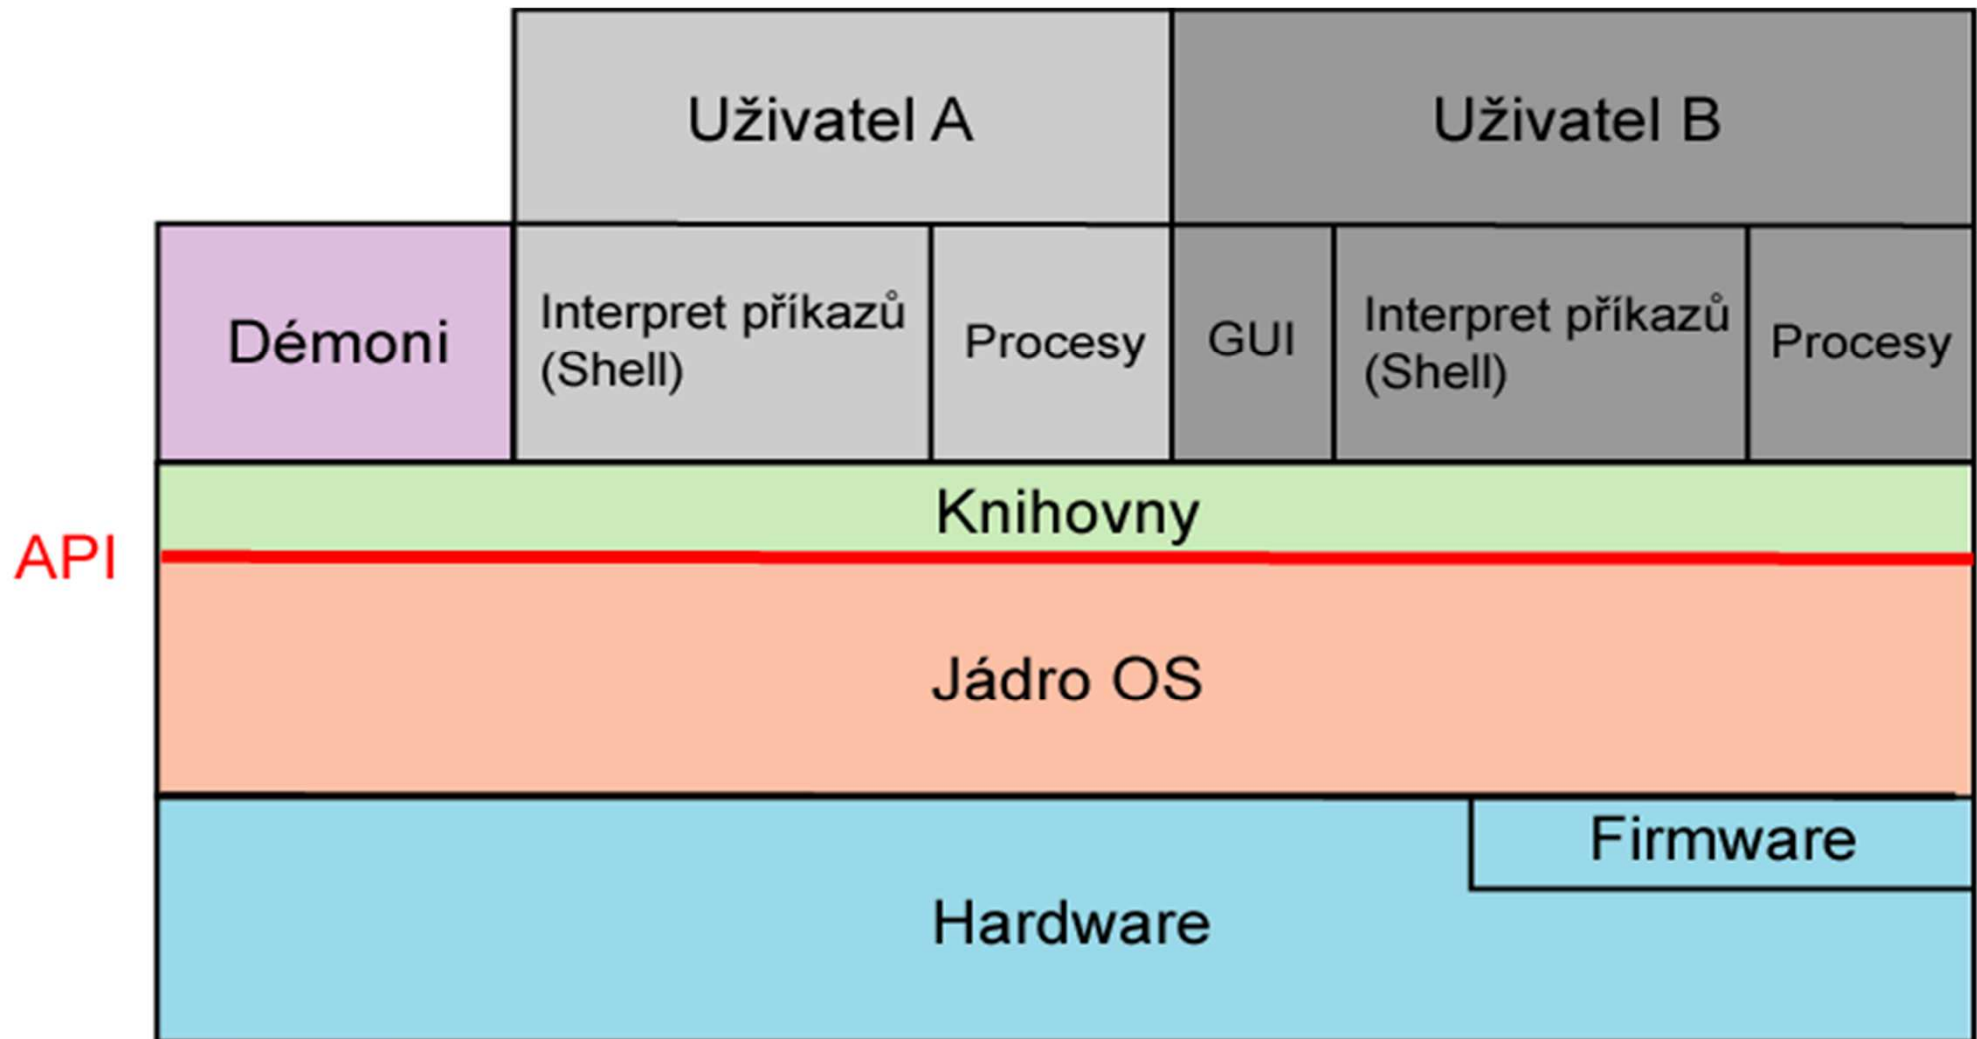 Uživatel A
Uživatel B
Démoni
Interpret příkazů
(Shell)
Procesy
GUI
Interpret příkazů
(Shell)
Procesy
Knihovny
API
Jádro OS
Firmware
Hardware